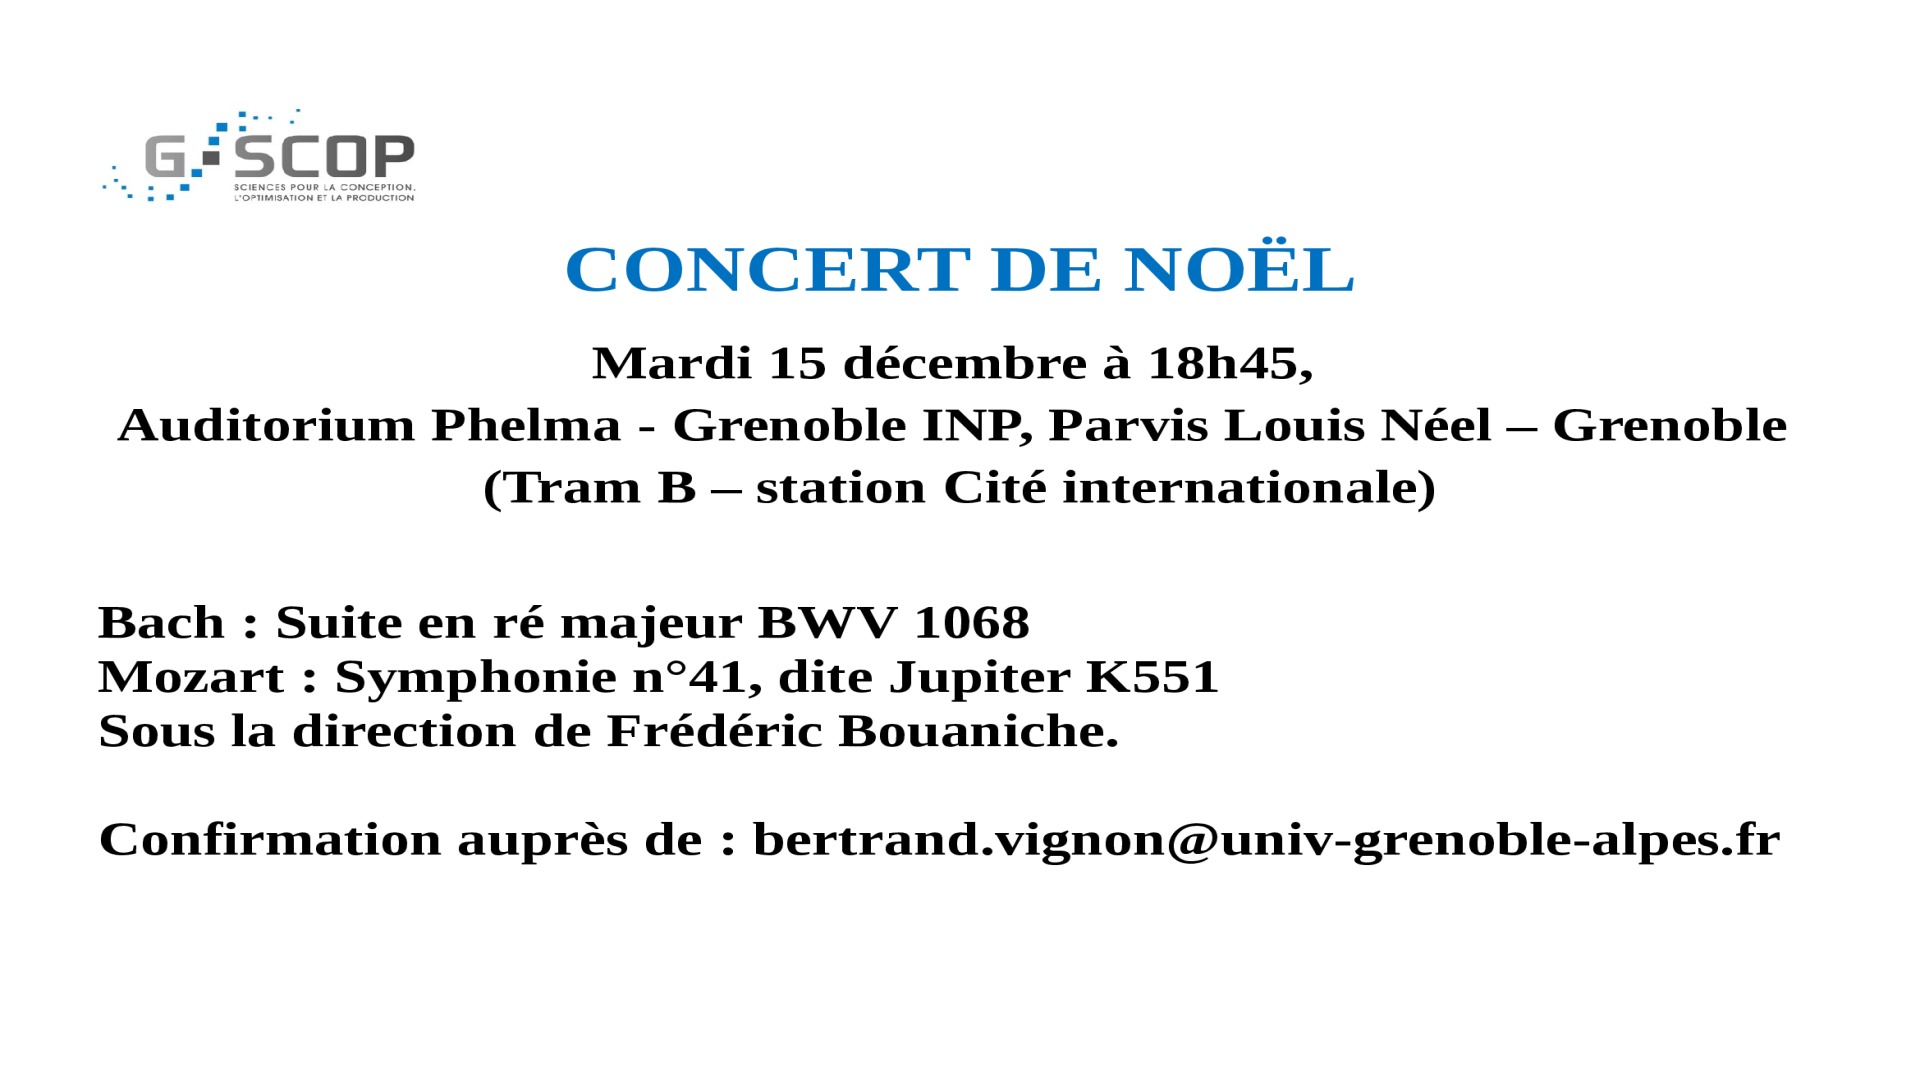 G SCOP
SCIENCES POUR LA CONCEPTION,
L'OPTIMISATION ET LA PRODUCTION
CONCERT DE NOËL
Mardi 15 décembre à 18h45,
Auditorium Phelma - Grenoble INP, Parvis Louis Néel – Grenoble
(Tram B – station Cité internationale)
Bach : Suite en ré majeur BWV 1068
Mozart : Symphonie n°41, dite Jupiter K551
Sous la direction de Frédéric Bouaniche.
Confirmation auprès de : bertrand.vignon@univ-grenoble-alpes.fr